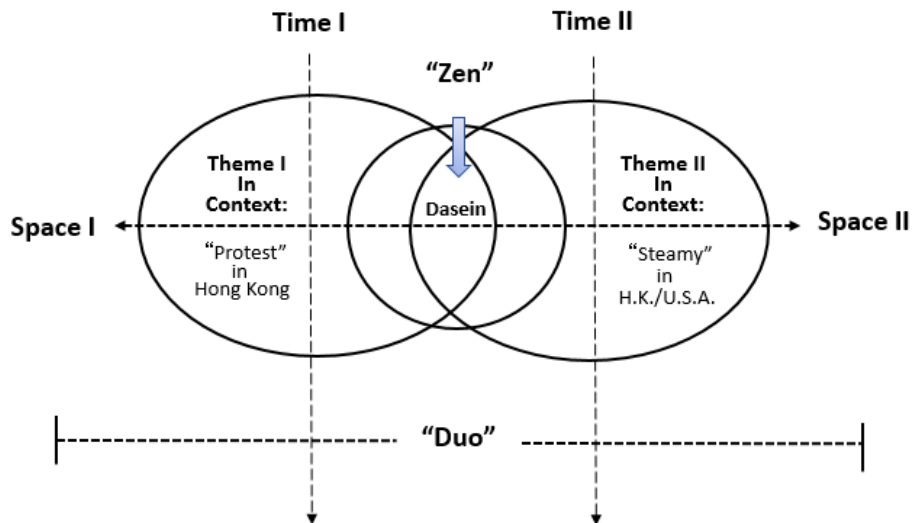 Time I
Time II
“Zen”
Theme I
In
Context:
Theme II
In
Context:
Dasein
Space I
Space II
“Protest”
in
Hong Kong
“Steamy”
in
H.K./U.S.A.
“Duo”